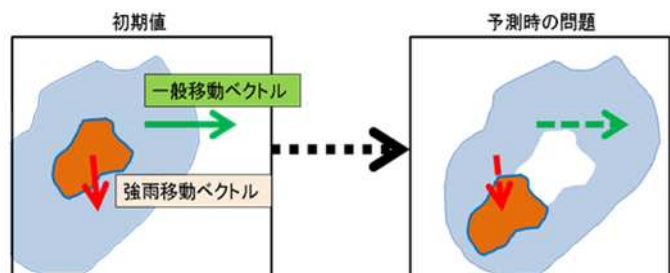 初期値
予測時の問題
一般移動ベクトル
強雨移動ベクトル